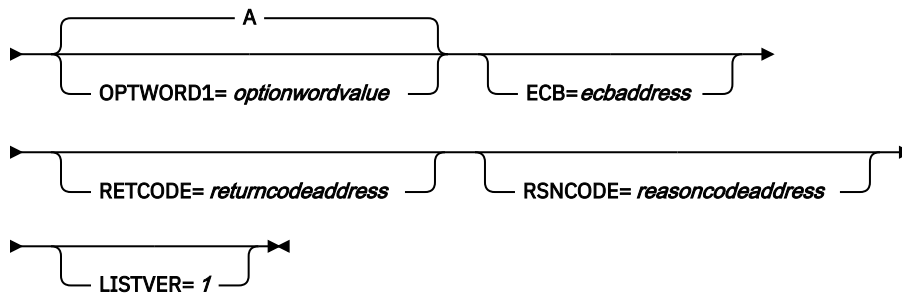 A
OPTWORD1= optionwordvalue ECB=ecbaddress
RETCODE= returncodeaddress RSNCODE= reasoncodeaddress
LISTVER= 1